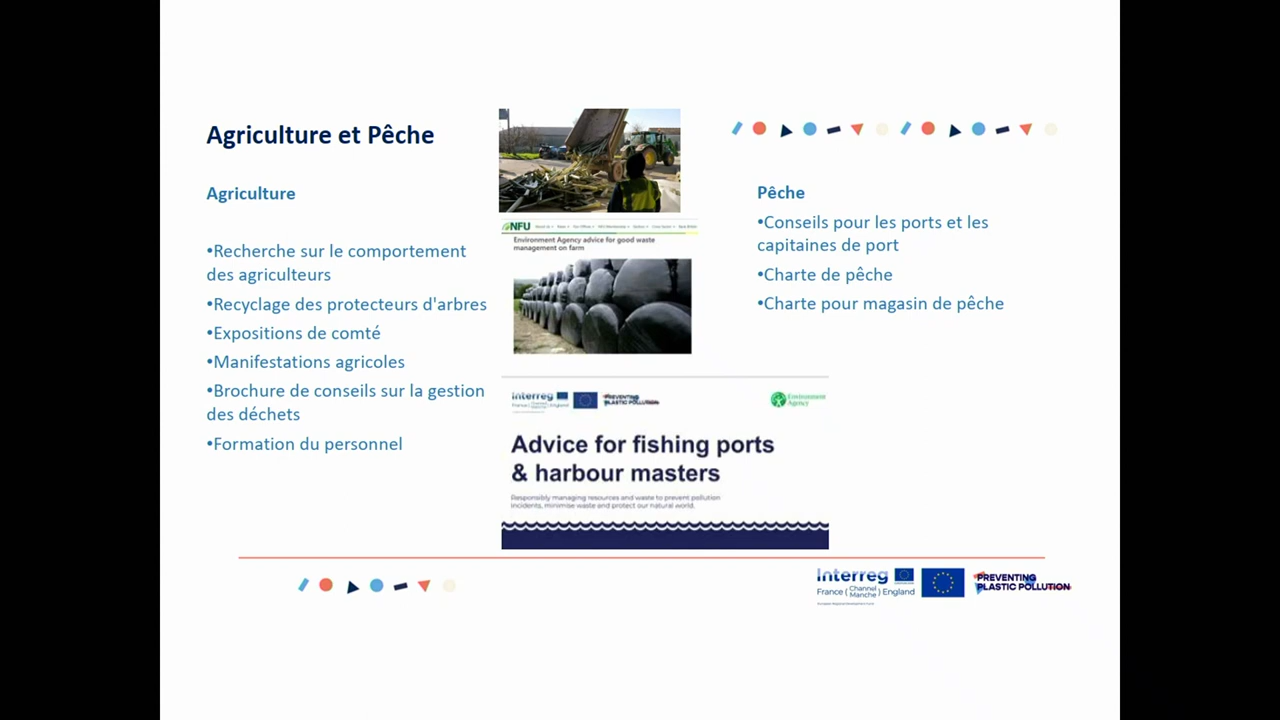 Agriculture et Pêche
Agriculture
•Recherche sur le comportement
des agriculteurs
•Recyclage des protecteurs d'arbres
•Expositions de comté
•Manifestations agricoles
•Brochure de conseils sur la gestion
des déchets
•Formation du personnel
NFU
Environment Agency advice for good waste
management on farm
Interreg
PREVENTING
PLASTIC POLLUTION
Environment
Agency
Advice for fishing ports
& harbour masters
Responsibly managing resources and waste to prevent pollution
incidents, minimise waste and protect our natural world.
Pêche
•Conseils pour les ports et les
capitaines de port
•Charte de pêche
•Charte pour magasin de pêche
Interreg
France ( Channel Manche ) England
European Regional Development Fund
PREVENTING
PLASTIC POLLUTION